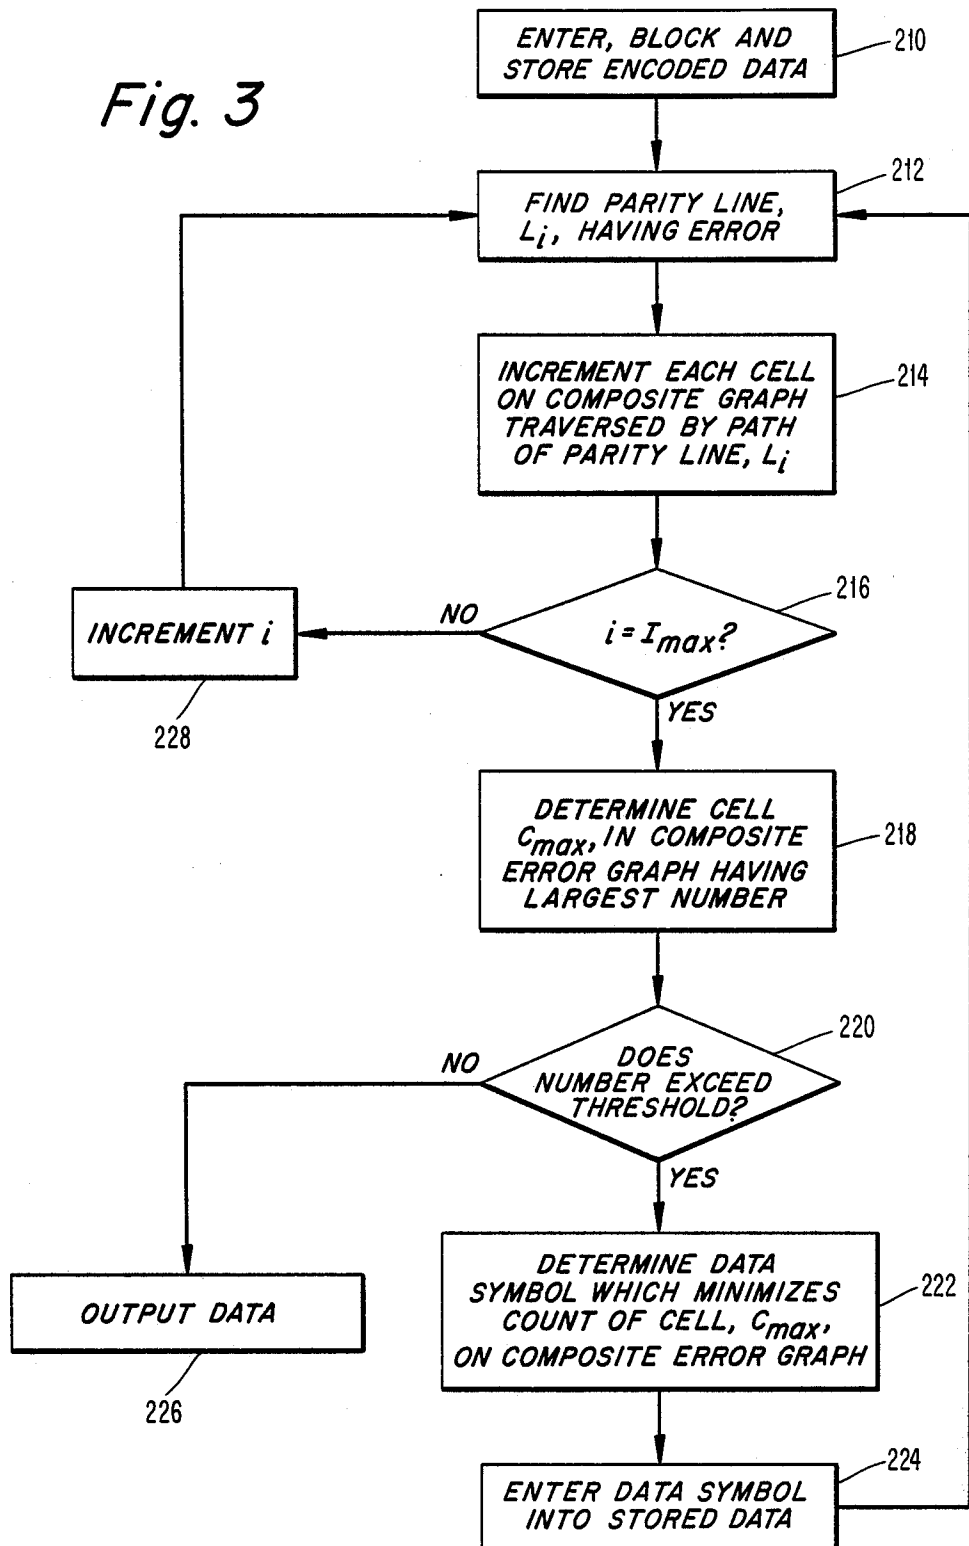 Fig. 3
ENTER, BLOCK AND
STORE ENCODED DATA
210
FIND PARITY LINE,
Li, HAVING ERROR
212
INCREMENT EACH CELL
ON COMPOSITE GRAPH
TRAVERSED BY PATH
OF PARITY LINE, Li
214
i = Imax?
216
NO
INCREMENT i
228
YES
DETERMINE CELL
Cmax, IN COMPOSITE
ERROR GRAPH HAVING
LARGEST NUMBER
218
DOES
NUMBER EXCEED
THRESHOLD?
220
NO
YES
OUTPUT DATA
226
DETERMINE DATA
SYMBOL WHICH MINIMIZES
COUNT OF CELL, Cmax,
ON COMPOSITE ERROR GRAPH
222
ENTER DATA SYMBOL
INTO STORED DATA
224